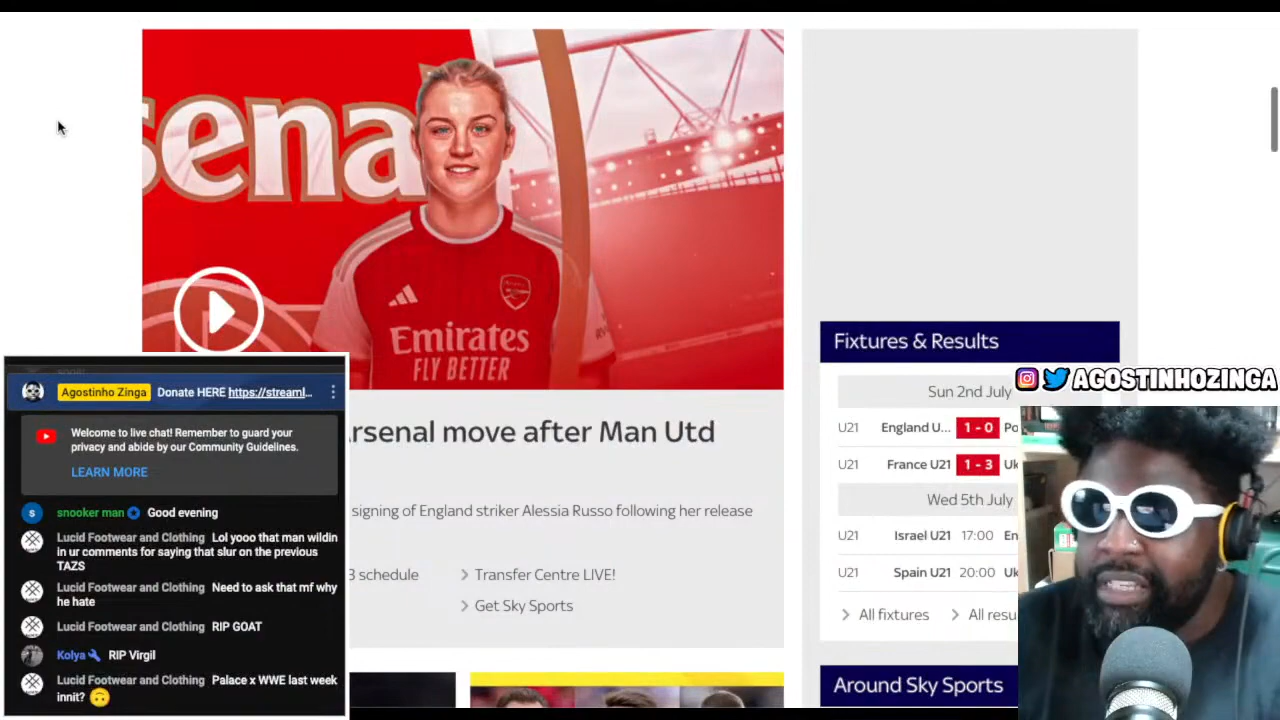 sena
Emirates
FLY BETTER
Arsenal move after Man Utd
signing of England striker Alessia Russo following her release
3 schedule
Transfer Centre LIVE!
Get Sky Sports
Fixtures & Results
Sun 2nd July
U21 England U... 1 - 0 Po
U21 France U21 1 - 3 Uk
Wed 5th July
U21 Israel U21 17:00 En
U21 Spain U21 20:00 Uk
All fixtures All resu
Around Sky Sports
AGOSTINHOZINGA
Agostinho Zinga Donate HERE https://streaml...
Welcome to live chat! Remember to guard your
privacy and abide by our Community Guidelines.
LEARN MORE
s snooker man Good evening
Lucid Footwear and Clothing Lol yooo that man wildin
in ur comments for saying that slur on the previous
TAZS
Lucid Footwear and Clothing Need to ask that mf why
he hate
Lucid Footwear and Clothing RIP GOAT
Kolya RIP Virgil
Lucid Footwear and Clothing Palace x WWE last week
innit? 🙃